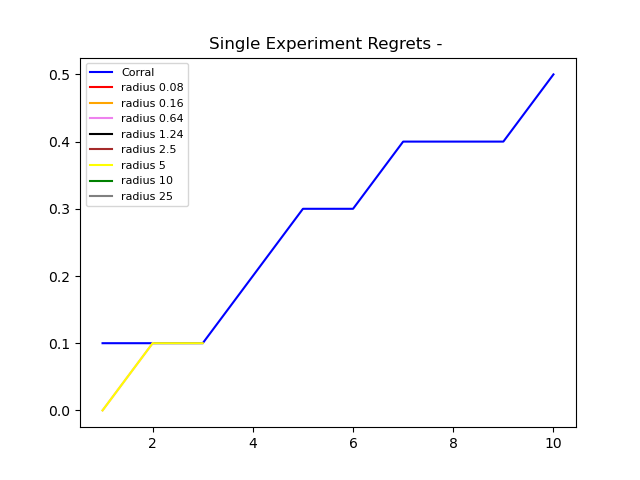 Single Experiment Regrets -
0.5
0.4
0.3
0.2
0.1
0.0
Corral
radius 0.08
radius 0.16
radius 0.64
radius 1.24
radius 2.5
radius 5
radius 10
radius 25
2 4 6 8 10